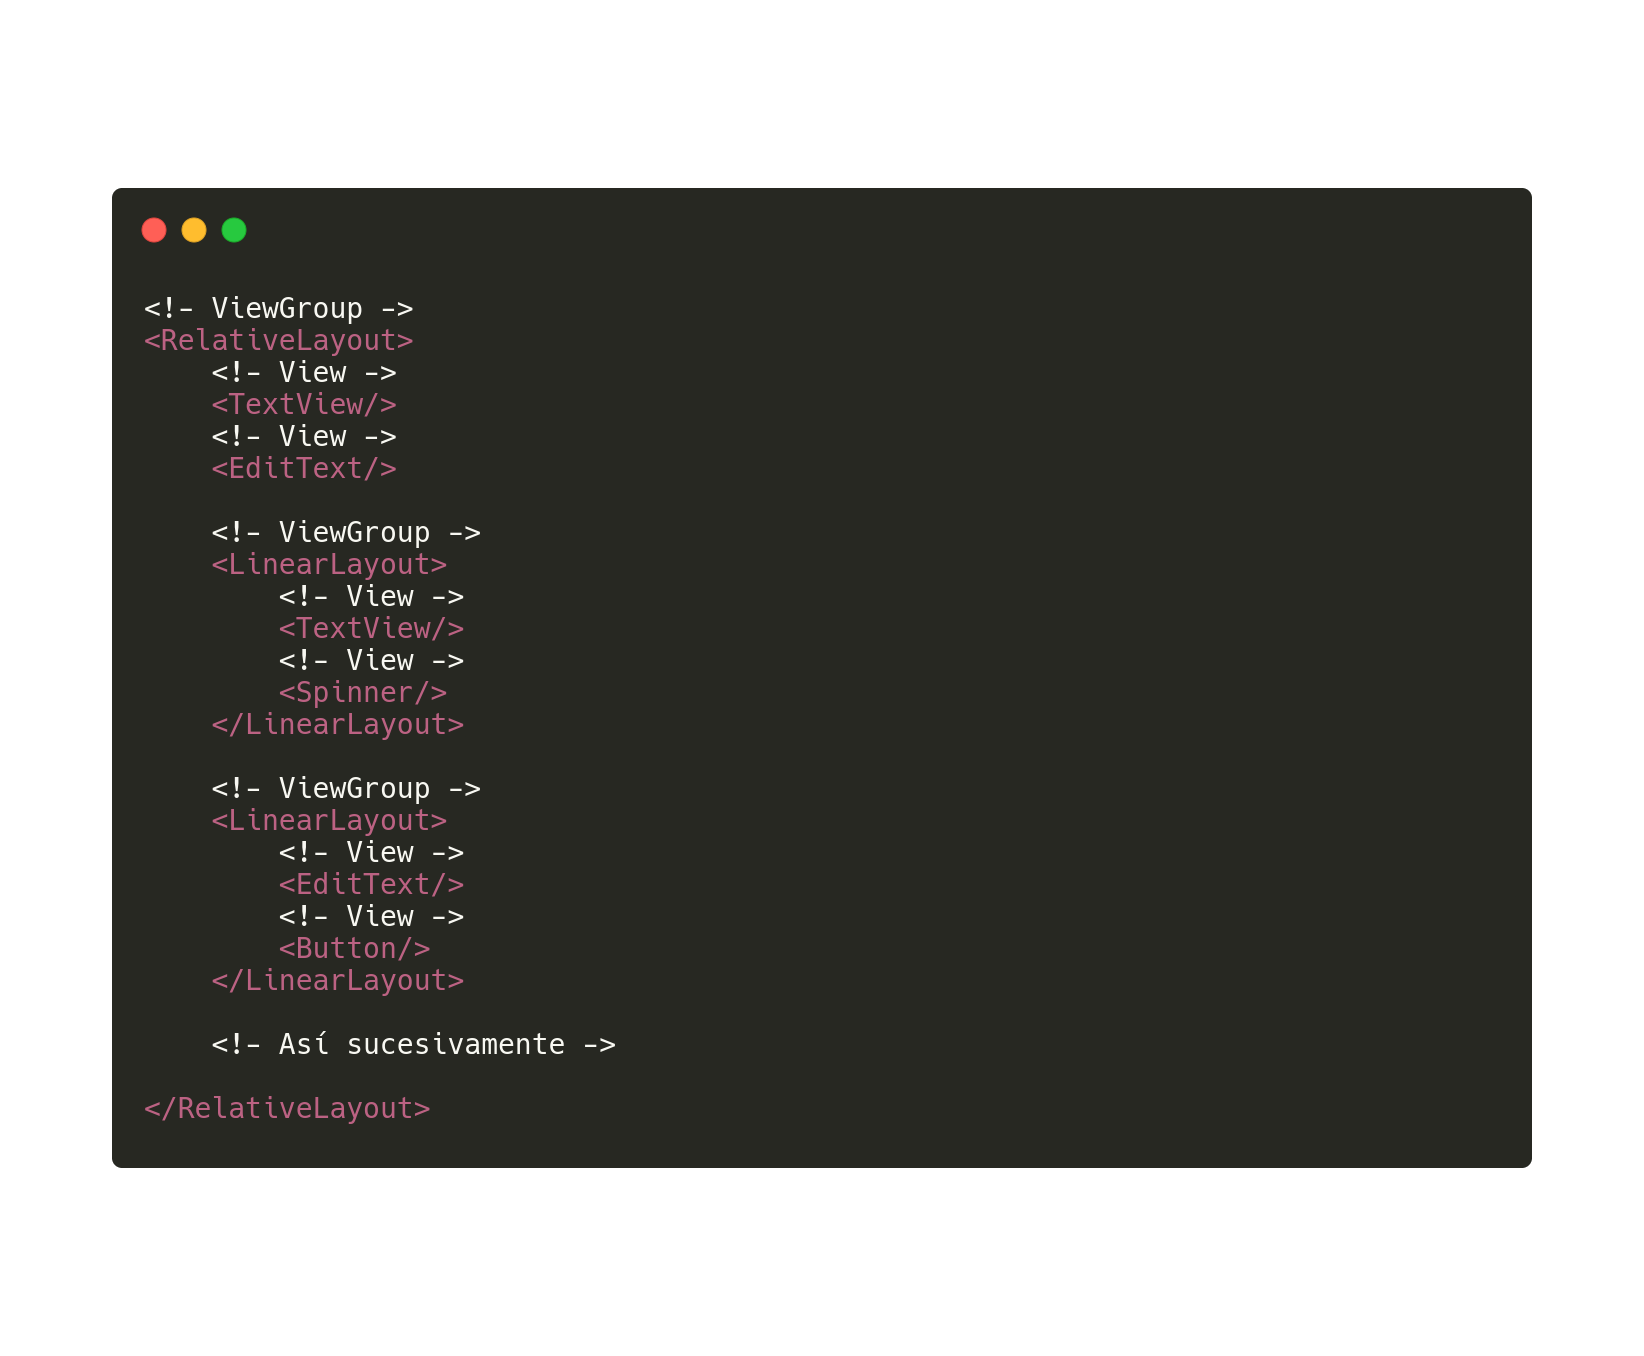 <!- ViewGroup ->
<RelativeLayout>
    <!- View ->
    <TextView/>
    <!- View ->
    <EditText/>

    <!- ViewGroup ->
    <LinearLayout>
        <!- View ->
        <TextView/>
        <!- View ->
        <Spinner/>
    </LinearLayout>

    <!- ViewGroup ->
    <LinearLayout>
        <!- View ->
        <EditText/>
        <!- View ->
        <Button/>
    </LinearLayout>

    <!- Así sucesivamente ->

</RelativeLayout>